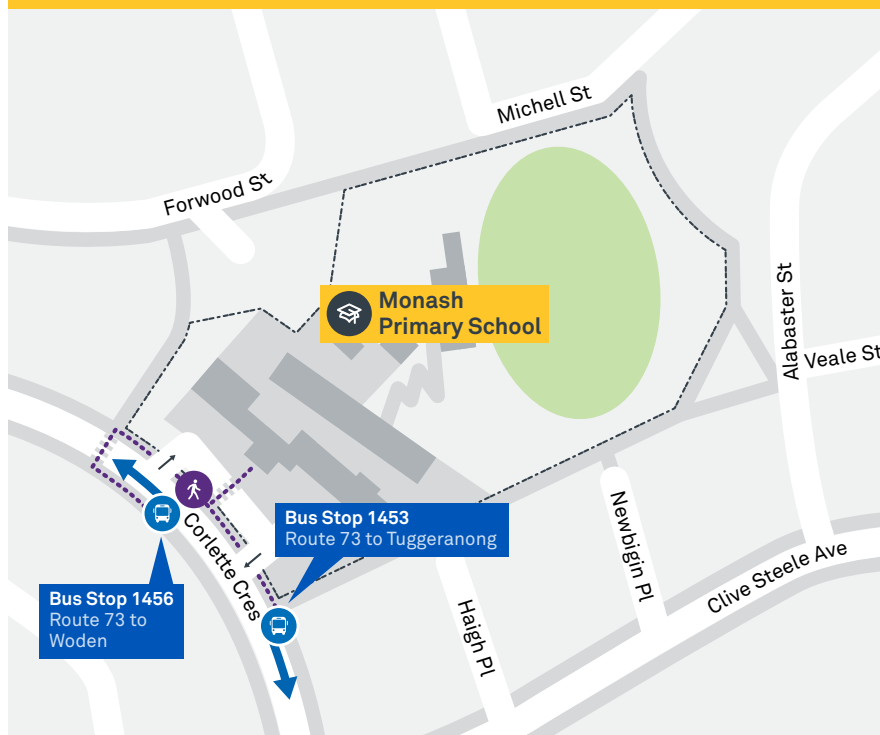 Michell St
Forwood St
Monash
Primary School
Alabaster St
Veale St
Bus Stop 1453
Route 73 to Tuggeranong
Corlette Cres
Newbigin Pl
Clive Steele Ave
Bus Stop 1456
Route 73 to
Woden
Haigh Pl